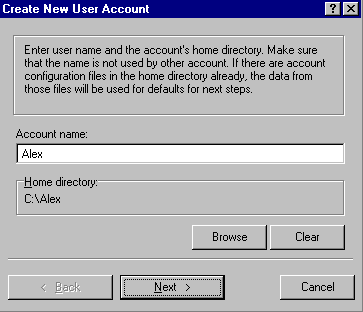 Create New User Account
Enter user name and the account's home directory. Make sure
that the name is not used by other account. If there are account
configuration files in the home directory already, the data from
those files will be used for defaults for next steps.
Account name:
Alex
Home directory:
C:\Alex
Browse
Clear
< Back
Next >
Cancel